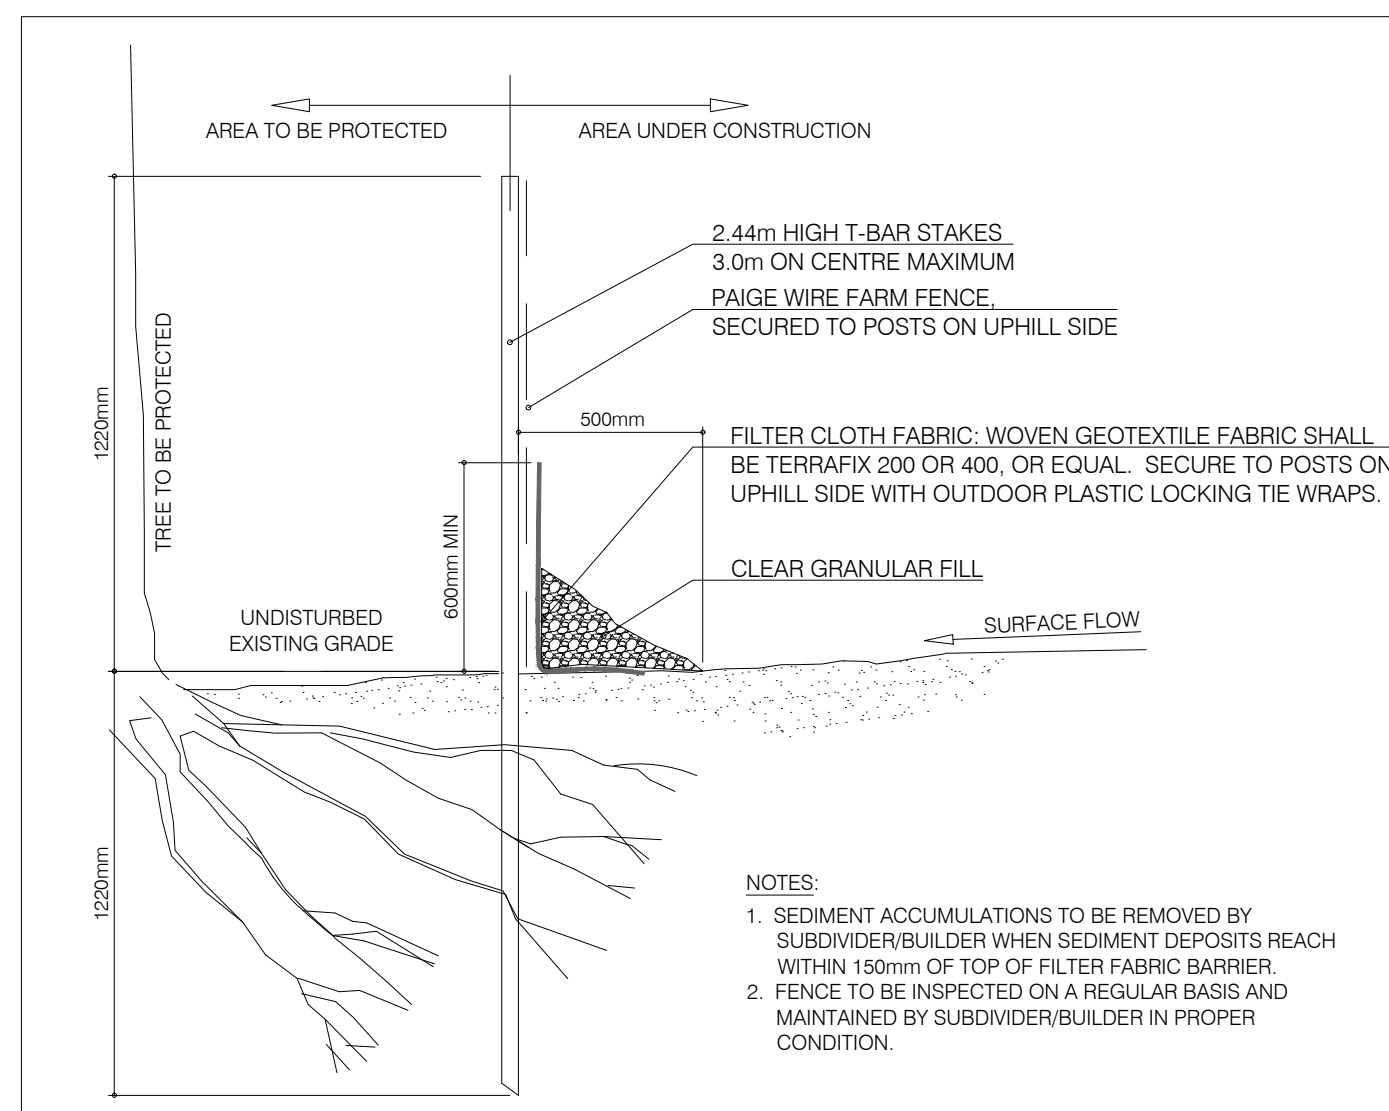 AREA TO BE PROTECTED
AREA UNDER CONSTRUCTION
2.44m HIGH T-BAR STAKES
3.0m ON CENTRE MAXIMUM
PAIGE WIRE FARM FENCE,
SECURED TO POSTS ON UPHILL SIDE
TREE TO BE PROTECTED
1220mm
500mm
FILTER CLOTH FABRIC: WOVEN GEOTEXTILE FABRIC SHALL
BE TERRAFIX 200 OR 400, OR EQUAL. SECURE TO POSTS ON
UPHILL SIDE WITH OUTDOOR PLASTIC LOCKING TIE WRAPS.
600mm MIN
CLEAR GRANULAR FILL
UNDISTURBED
EXISTING GRADE
SURFACE FLOW
1220mm
NOTES:
1. SEDIMENT ACCUMULATIONS TO BE REMOVED BY
SUBDIVIDER/BUILDER WHEN SEDIMENT DEPOSITS REACH
WITHIN 150mm OF TOP OF FILTER FABRIC BARRIER.
2. FENCE TO BE INSPECTED ON A REGULAR BASIS AND
MAINTAINED BY SUBDIVIDER/BUILDER IN PROPER
CONDITION.